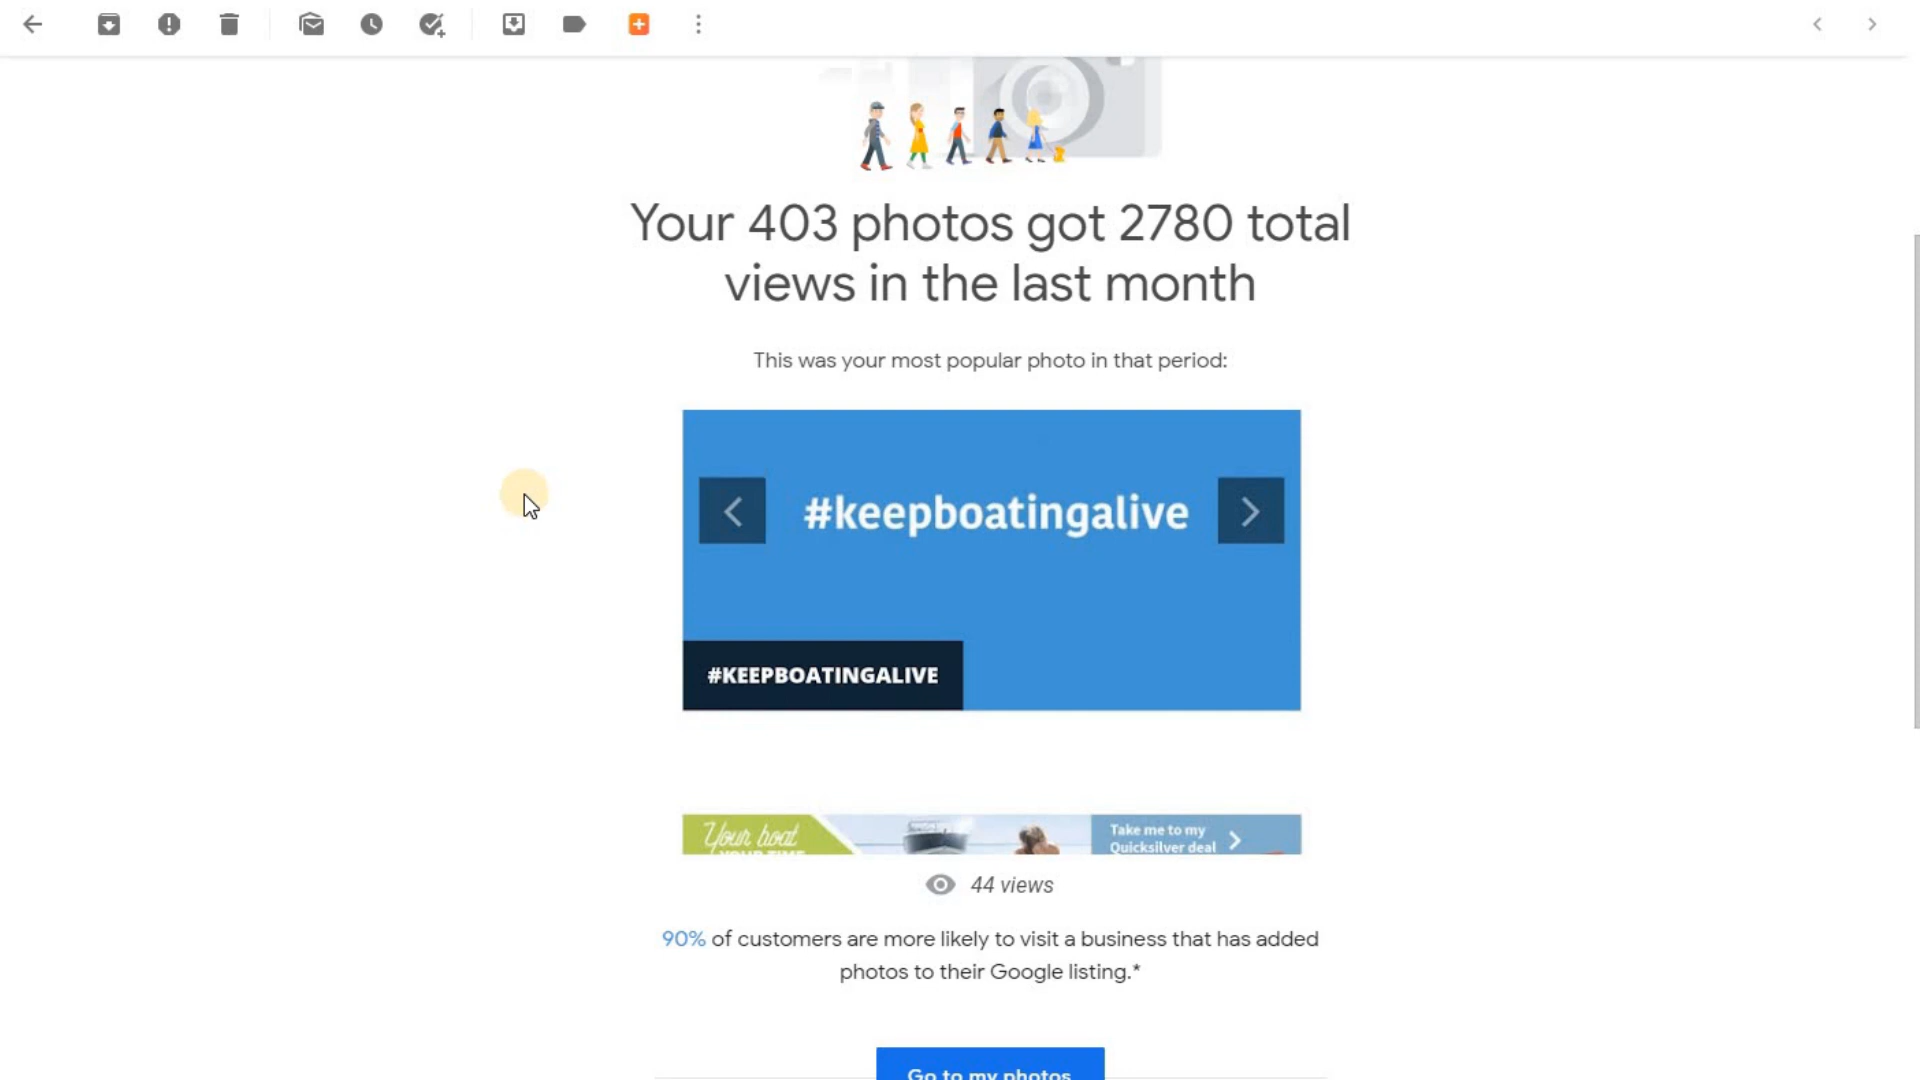 Your 403 photos got 2780 total
views in the last month
This was your most popular photo in that period:
#keepboatingalive
#KEEPBOATINGALIVE
Your boat
YOUR TIME
Take me to my
Quicksilver deal
44 views
90% of customers are more likely to visit a business that has added
photos to their Google listing.*
Go to my photos